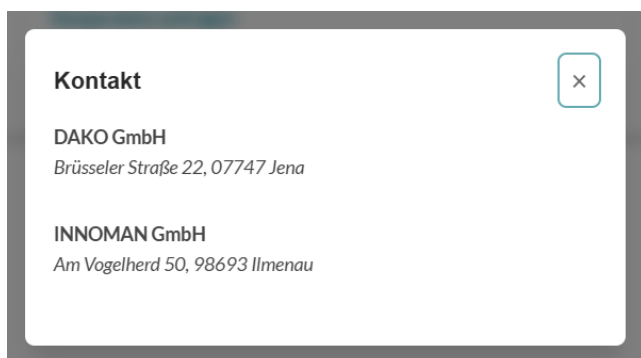 Kontakt
×
DAKO GmbH
Brüsseler Straße 22, 07747 Jena
INNOMAN GmbH
Am Vogelherd 50, 98693 Ilmenau